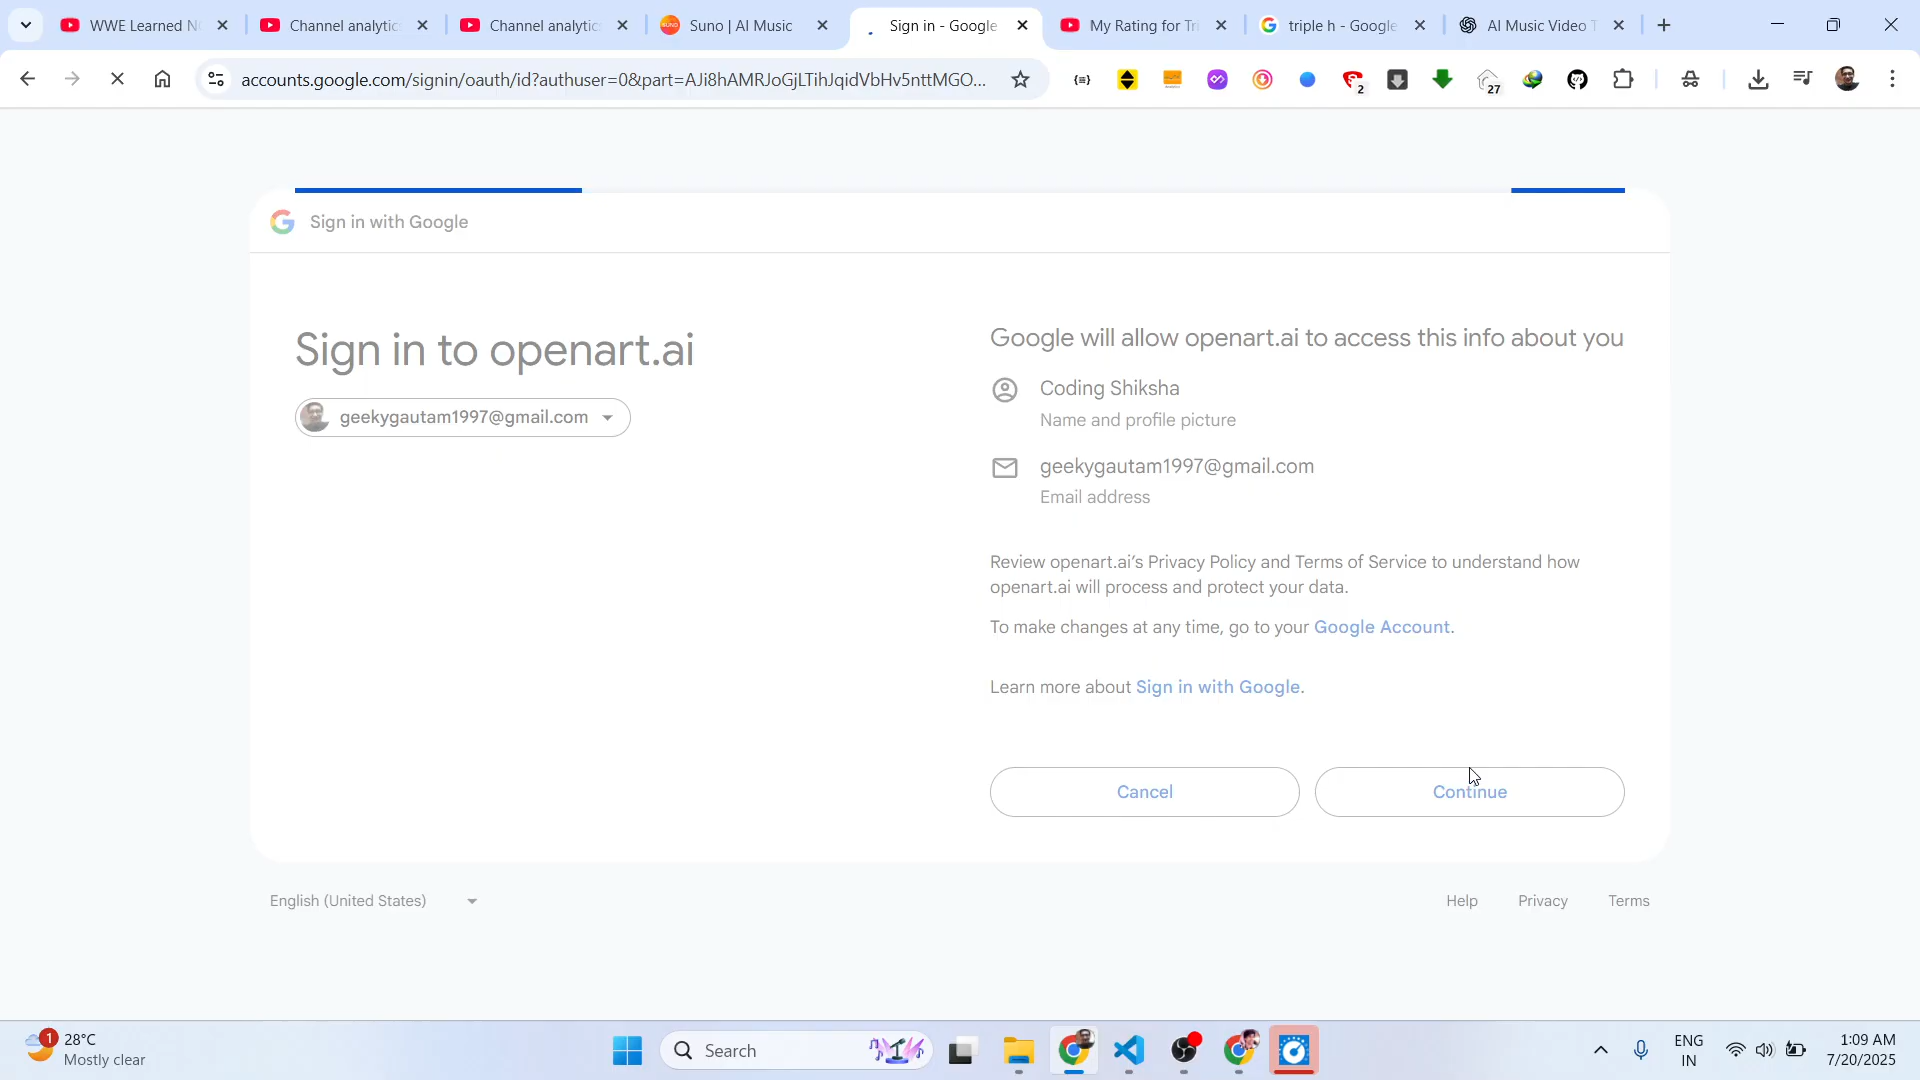 WWE Learned N
Channel analytic
Channel analytic
Suno | AI Music
Sign in - Google
My Rating for Tri
triple h - Google
AI Music Video T
accounts.google.com/signin/oauth/id?authuser=0&part=AJi8hAMRJoGjLTihJqidVbHv5nttMGO...
2
27
Sign in with Google
Sign in to openart.ai
geekygautam1997@gmail.com
Google will allow openart.ai to access this info about you
Coding Shiksha
Name and profile picture
geekygautam1997@gmail.com
Email address
Review openart.ai’s Privacy Policy and Terms of Service to understand how
openart.ai will process and protect your data.
To make changes at any time, go to your Google Account.
Learn more about Sign in with Google.
Cancel
Continue
English (United States)
Help
Privacy
Terms
1
28°C
Mostly clear
Search
ENG
IN
1:09 AM
7/20/2025